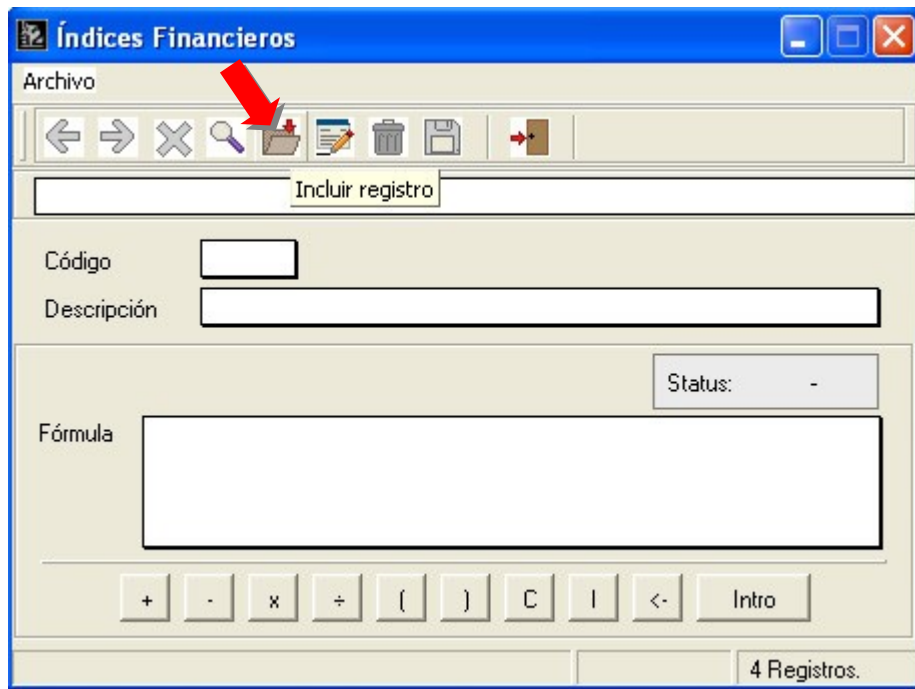 Índices Financieros
Archivo
Incluir registro
Código
Descripción
Status: -
Fórmula
+ - x ÷ ( ) C I <- Intro
4 Registros.